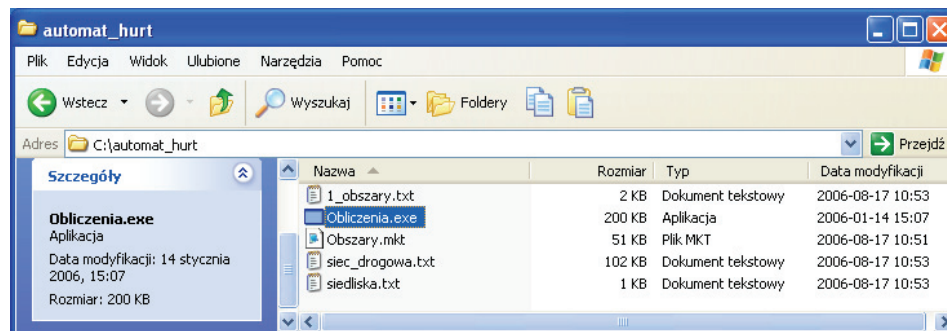 automat_hurt
Plik Edycja Widok Ulubione Narzędzia Pomoc
Wstecz Wyszukaj Foldery
Adres C:\automat_hurt Przejdź
Szczegóły
Obliczenia.exe
Aplikacja
Data modyfikacji: 14 stycznia
2006, 15:07
Rozmiar: 200 KB
Nazwa Rozmiar Typ Data modyfikacji
1_obszary.txt 2 KB Dokument tekstowy 2006-08-17 10:53
Obliczenia.exe 200 KB Aplikacja 2006-01-14 15:07
Obszary.mkt 51 KB Plik MKT 2006-08-17 10:51
siec_drogowa.txt 102 KB Dokument tekstowy 2006-08-17 10:53
siedliska.txt 1 KB Dokument tekstowy 2006-08-17 10:53